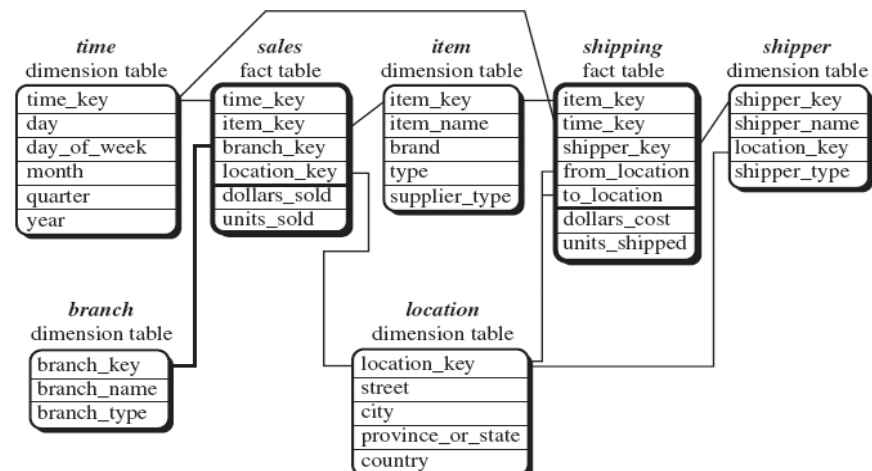 time
dimension table
time_key
day
day_of_week
month
quarter
year
sales
fact table
time_key
item_key
branch_key
location_key
dollars_sold
units_sold
item
dimension table
item_key
item_name
brand
type
supplier_type
shipping
fact table
item_key
time_key
shipper_key
from_location
to_location
dollars_cost
units_shipped
shipper
dimension table
shipper_key
shipper_name
location_key
shipper_type
branch
dimension table
branch_key
branch_name
branch_type
location
dimension table
location_key
street
city
province_or_state
country